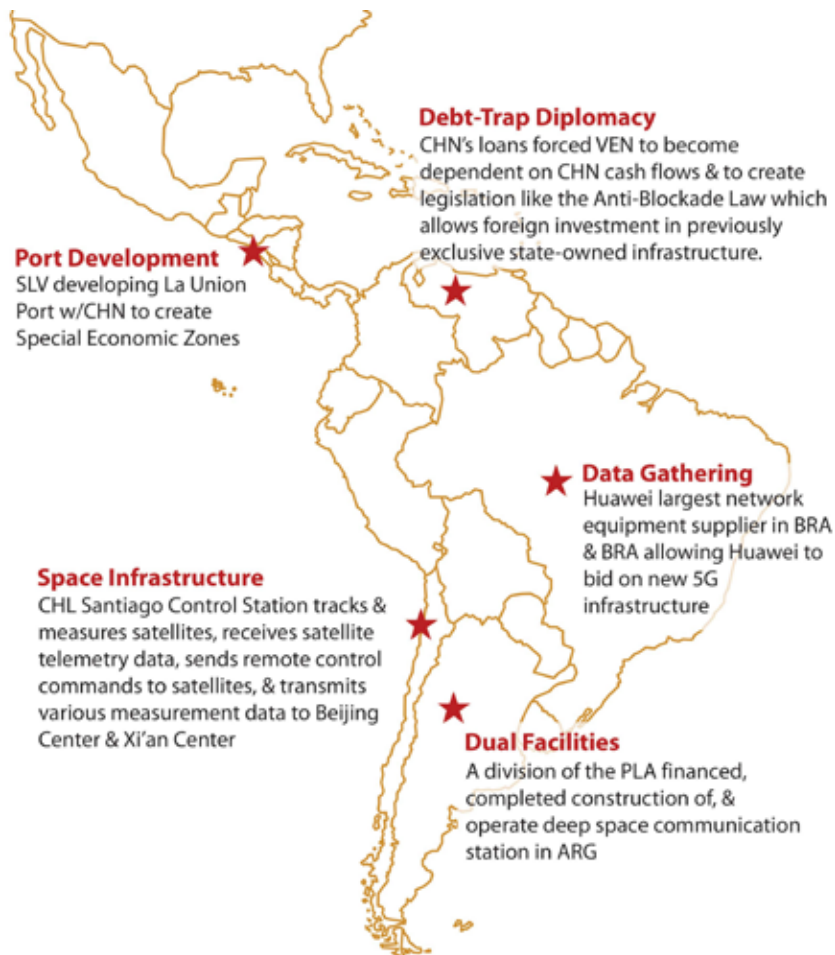 Debt-Trap Diplomacy
CHN's loans forced VEN to become
dependent on CHN cash flows & to create
legislation like the Anti-Blockade Law which
allows foreign investment in previously
exclusive state-owned infrastructure.
Port Development
SLV developing La Union
Port w/CHN to create
Special Economic Zones
Data Gathering
Huawei largest network
equipment supplier in BRA
& BRA allowing Huawei to
bid on new 5G
infrastructure
Space Infrastructure
CHL Santiago Control Station tracks &
measures satellites, receives satellite
telemetry data, sends remote control
commands to satellites, & transmits
various measurement data to Beijing
Center & Xi'an Center
Dual Facilities
A division of the PLA financed,
completed construction of, &
operate deep space communication
station in ARG